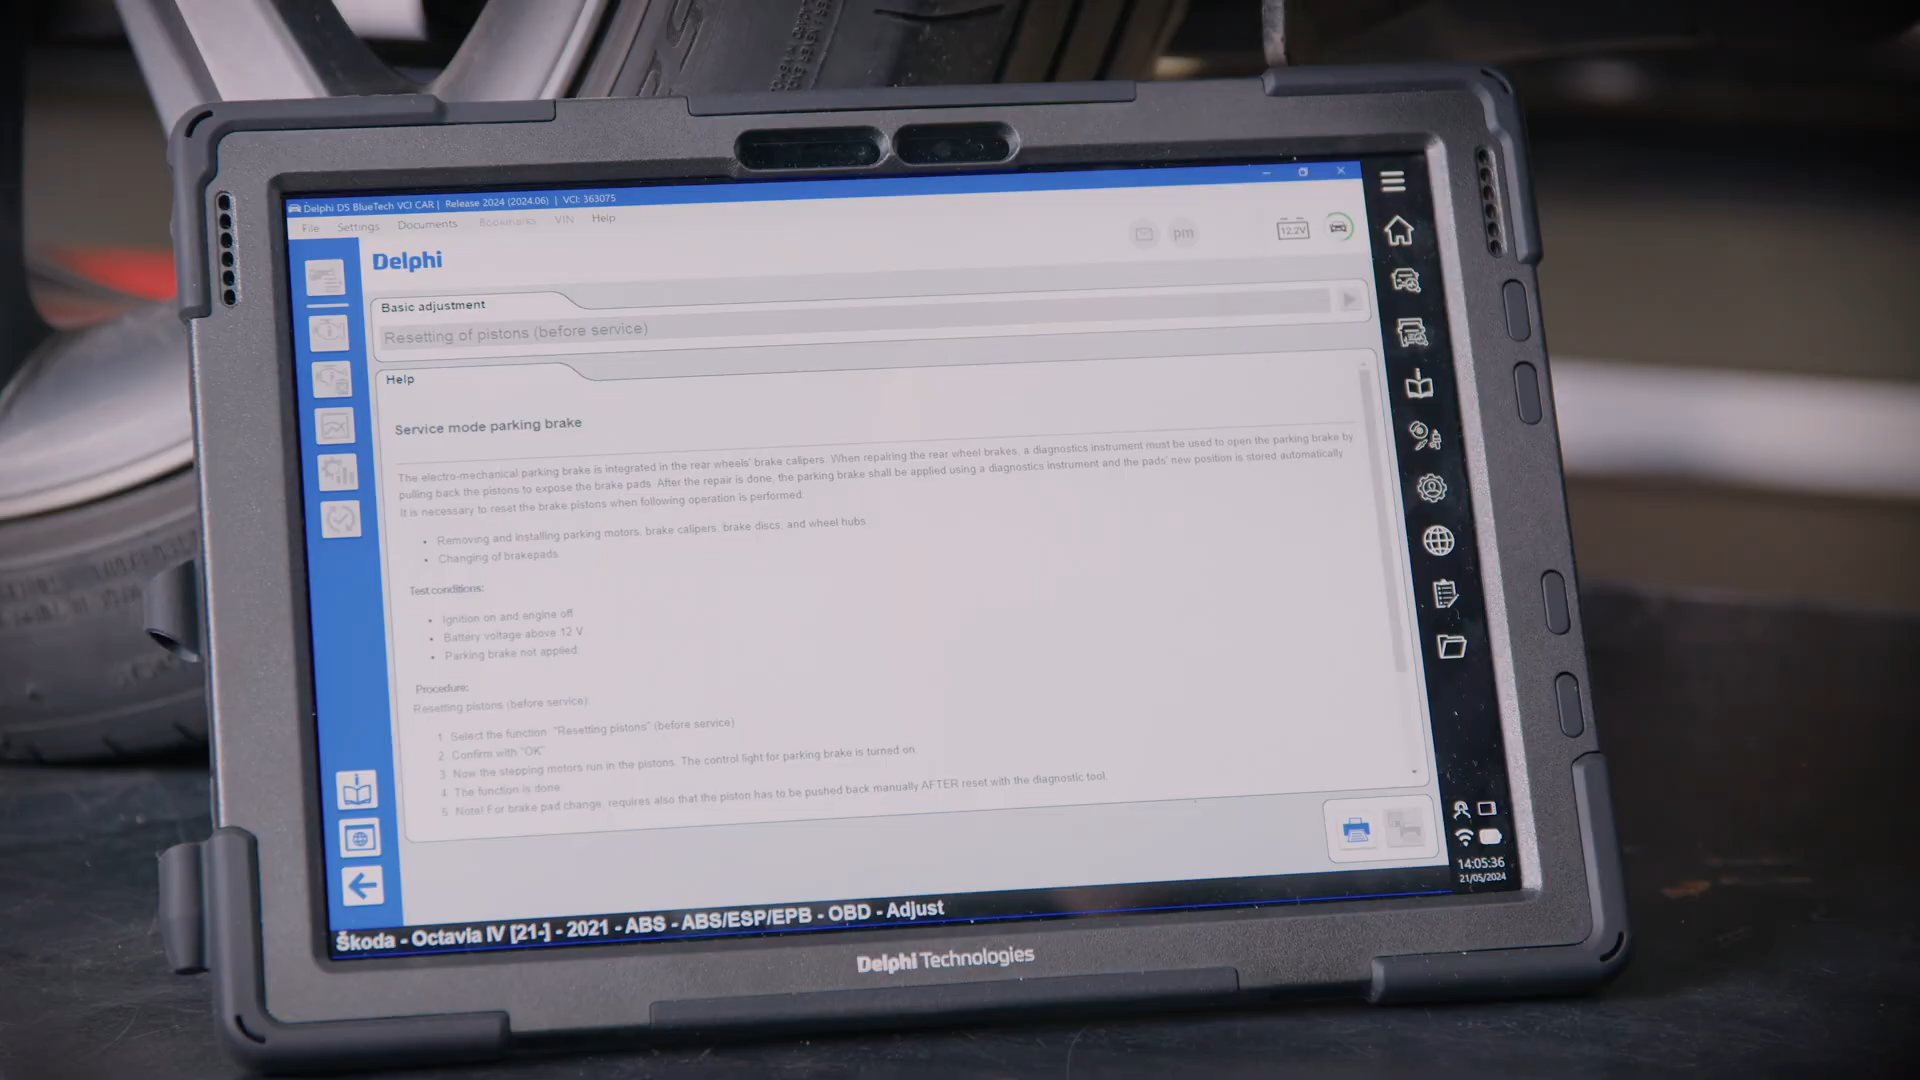 Delphi DS BlueTech VCI CAR | Release 2024 (2024.06) | VCI: 363075
File Settings Documents Bookmarks VIN Help
Delphi
pm
12.2V
Basic adjustment
Resetting of pistons (before service)
Help
Service mode parking brake
The electro-mechanical parking brake is integrated in the rear wheels' brake calipers. When repairing the rear wheel brakes, a diagnostics instrument must be used to open the parking brake by
pulling back the pistons to expose the brake pads. After the repair is done, the parking brake shall be applied using a diagnostics instrument and the pads' new position is stored automatically
It is necessary to reset the brake pistons when following operation is performed.
• Removing and installing parking motors, brake calipers, brake discs, and wheel hubs
• Changing of brakepads
Test conditions:
• Ignition on and engine off
• Battery voltage above 12 V
• Parking brake not applied.
Procedure:
Resetting pistons (before service)
1 Select the function "Resetting pistons" (before service)
2 Confirm with "OK"
3 Now the stepping motors run in the pistons. The control light for parking brake is turned on.
4 The function is done.
5 Note! For brake pad change, requires also that the piston has to be pushed back manually AFTER reset with the diagnostic tool.
14:05:36
21/05/2024
Škoda - Octavia IV [21-] - 2021 - ABS - ABS/ESP/EPB - OBD - Adjust
Delphi Technologies